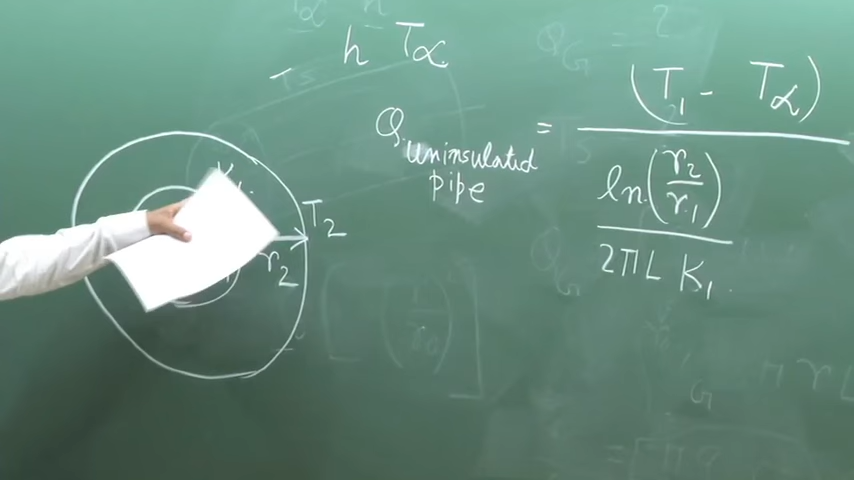 h T∝
Q uninsulated pipe = (T₁ - T∝)
ln(r₂/r₁)
2πL K₁
T₂
r₂